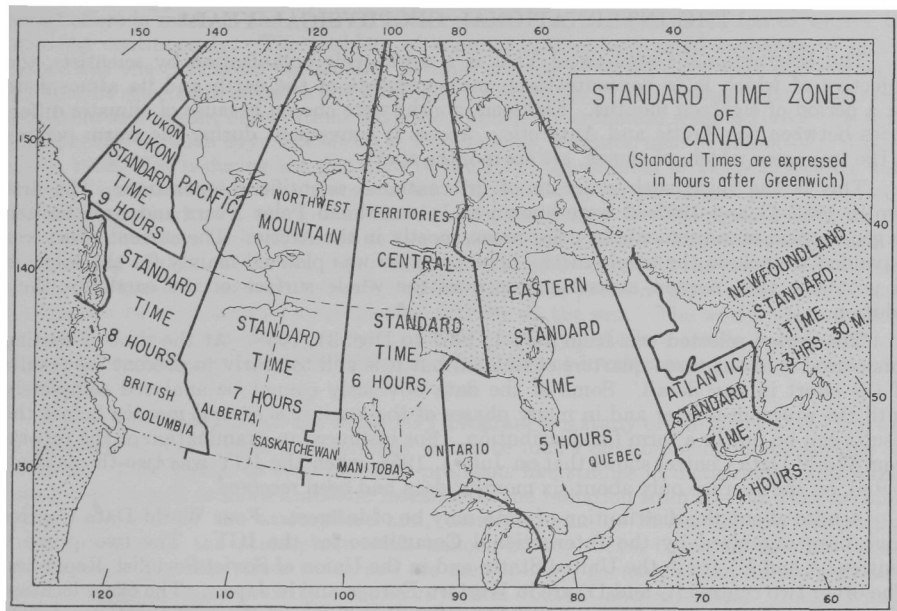 150 140 120 100 80 60 50 40
STANDARD TIME ZONES
OF
CANADA
(Standard Times are expressed
in hours after Greenwich)
150
140
130
40
50
YUKON
YUKON
STANDARD
TIME
9 HOURS
PACIFIC
STANDARD
TIME
8 HOURS
BRITISH
COLUMBIA
NORTHWEST TERRITORIES
MOUNTAIN
STANDARD
TIME
7 HOURS
ALBERTA
SASKATCHEWAN
CENTRAL
STANDARD
TIME
6 HOURS
MANITOBA
ONTARIO
EASTERN
STANDARD
TIME
HOURS
QUEBEC
ATLANTIC
STANDARD
TIME
4 HOURS
NEWFOUNDLAND
STANDARD
TIME
3 HRS. 30 M.
120 110 100 90 80 70 60